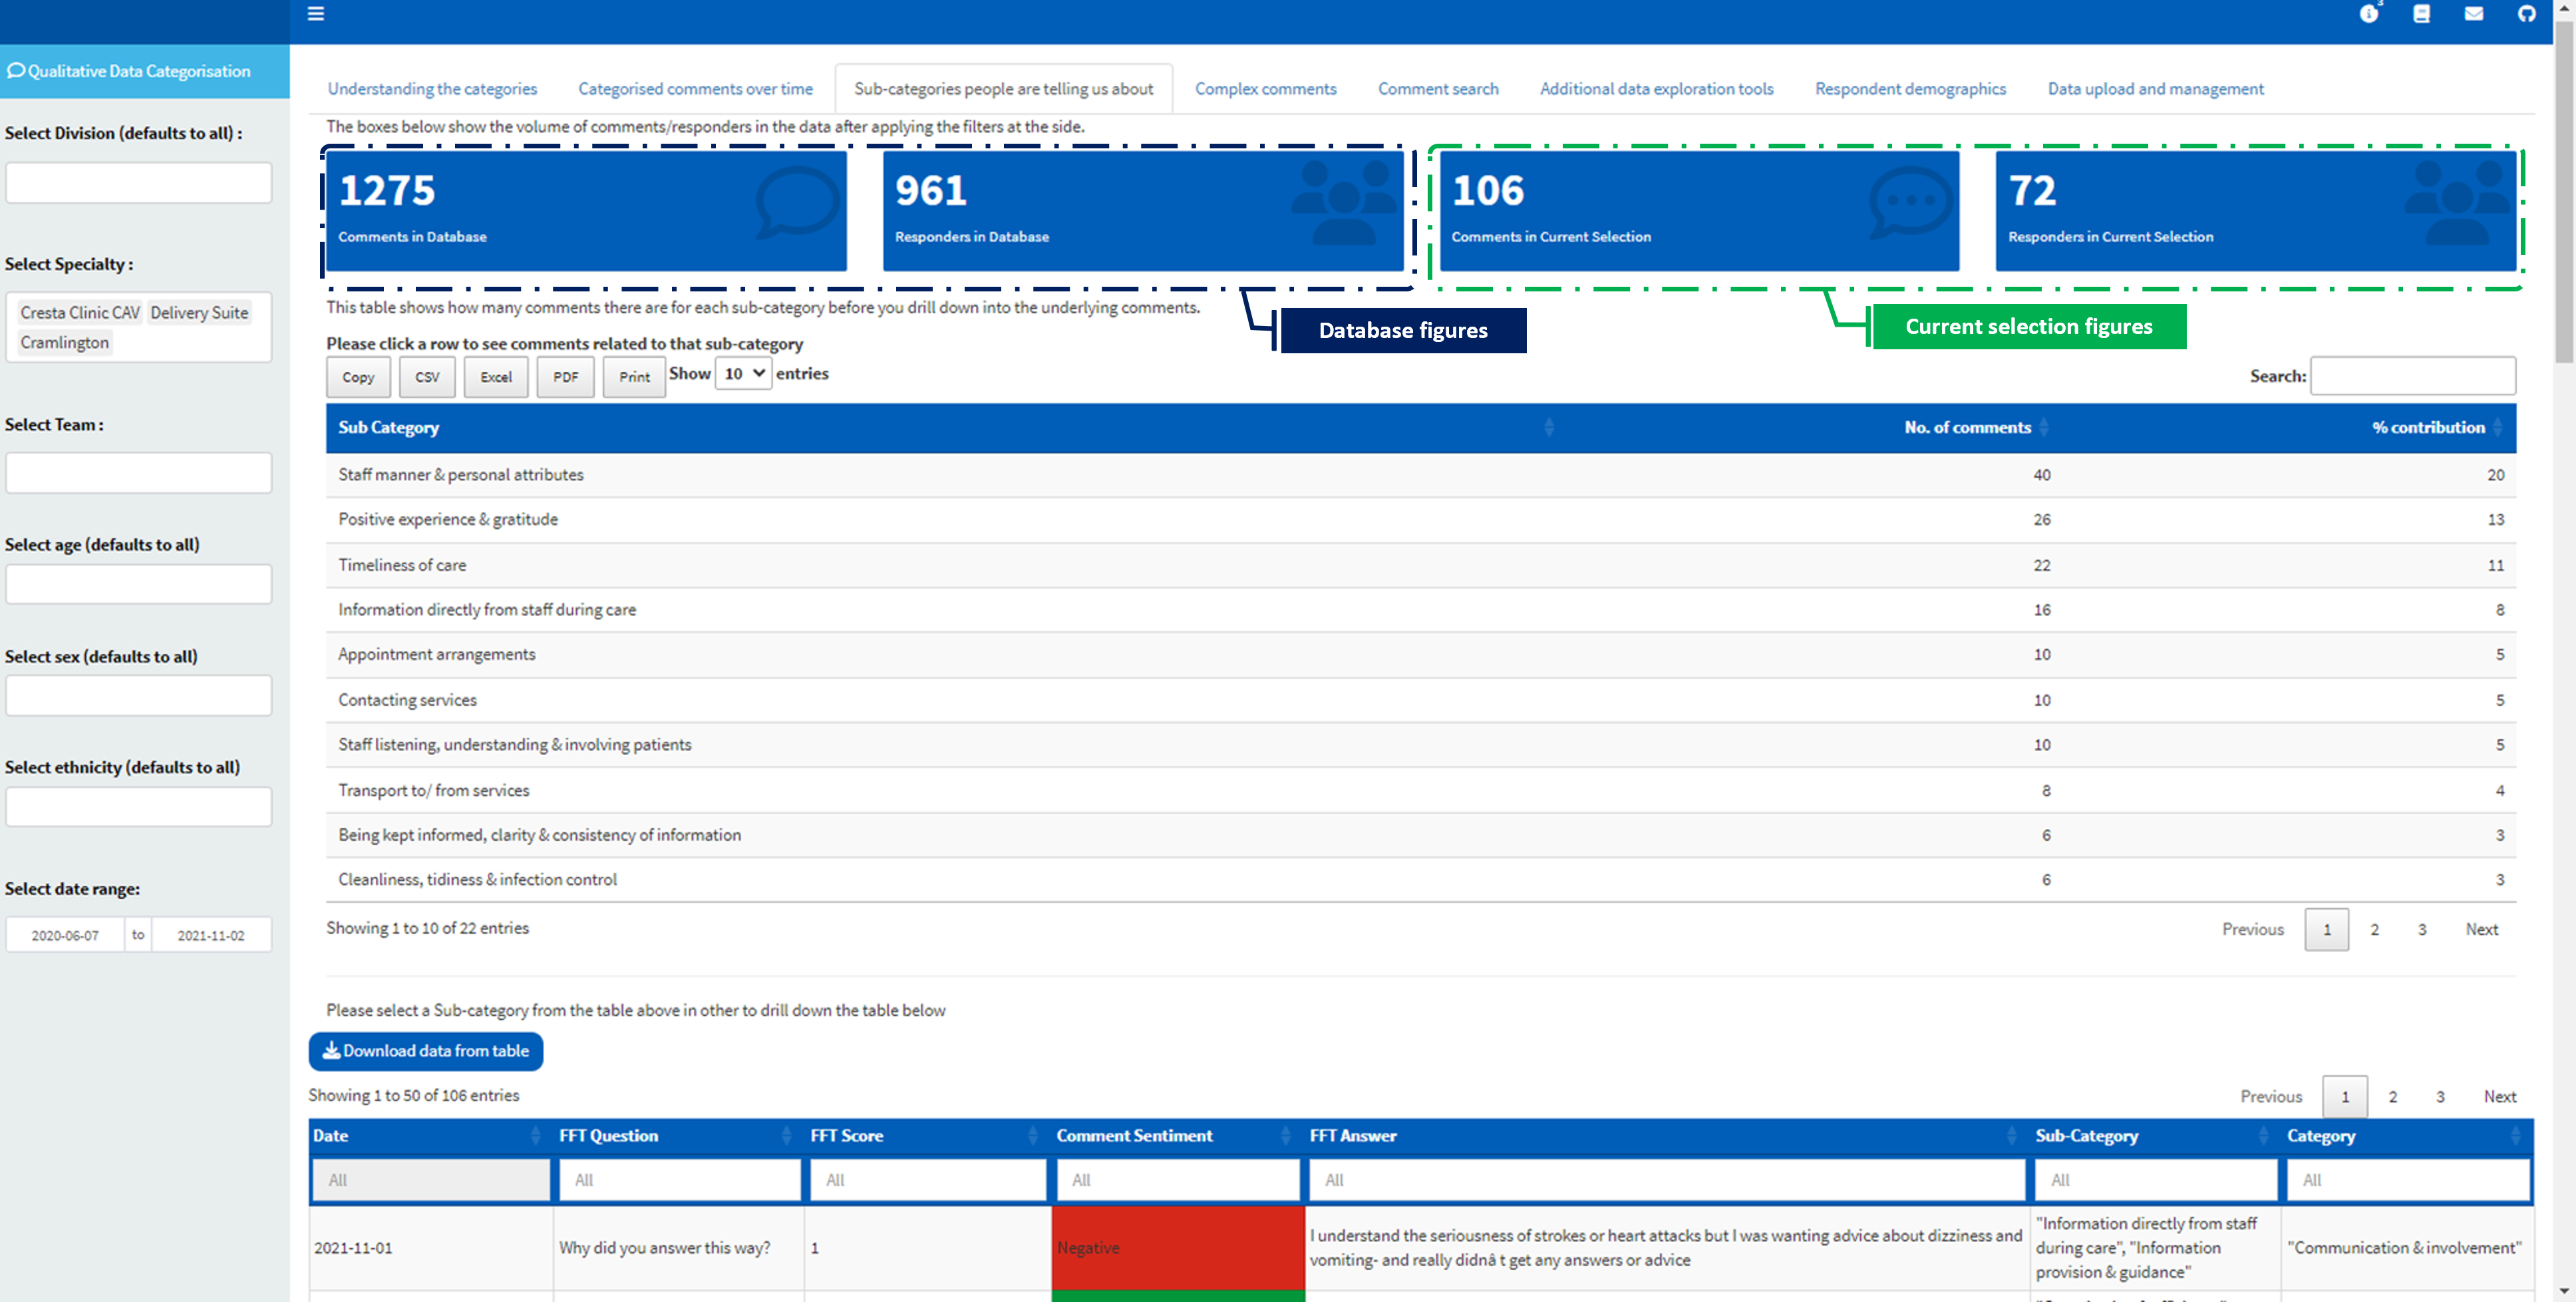 3
Qualitative Data Categorisation
Select Division (defaults to all) :
Select Specialty :
Cresta Clinic CAV Delivery Suite
Cramlington
Select Team :
Select age (defaults to all)
Select sex (defaults to all)
Select ethnicity (defaults to all)
Select date range:
2020-06-07 to 2021-11-02
Understanding the categories Categorised comments over time Sub-categories people are telling us about Complex comments Comment search Additional data exploration tools Respondent demographics Data upload and management
The boxes below show the volume of comments/responders in the data after applying the filters at the side.
1275 961 106 72
Comments in Database Responders in Database Comments in Current Selection Responders in Current Selection
This table shows how many comments there are for each sub-category before you drill down into the underlying comments.
Database figures Current selection figures
Please click a row to see comments related to that sub-category
Copy CSV Excel PDF Print Show 10 entries Search:
Sub Category No. of comments % contribution
Staff manner & personal attributes 40 20
Positive experience & gratitude 26 13
Timeliness of care 22 11
Information directly from staff during care 16 8
Appointment arrangements 10 5
Contacting services 10 5
Staff listening, understanding & involving patients 10 5
Transport to/ from services 8 4
Being kept informed, clarity & consistency of information 6 3
Cleanliness, tidiness & infection control 6 3
Showing 1 to 10 of 22 entries Previous 1 2 3 Next
Please select a Sub-category from the table above in other to drill down the table below
Download data from table
Showing 1 to 50 of 106 entries Previous 1 2 3 Next
Date FFT Question FFT Score Comment Sentiment FFT Answer Sub-Category Category
All All All All All All All
2021-11-01 Why did you answer this way? 1 Negative
I understand the seriousness of strokes or heart attacks but I was wanting advice about dizziness and
vomiting- and really didnâ t get any answers or advice
"Information directly from staff
during care", "Information
provision & guidance"
"Communication & involvement"